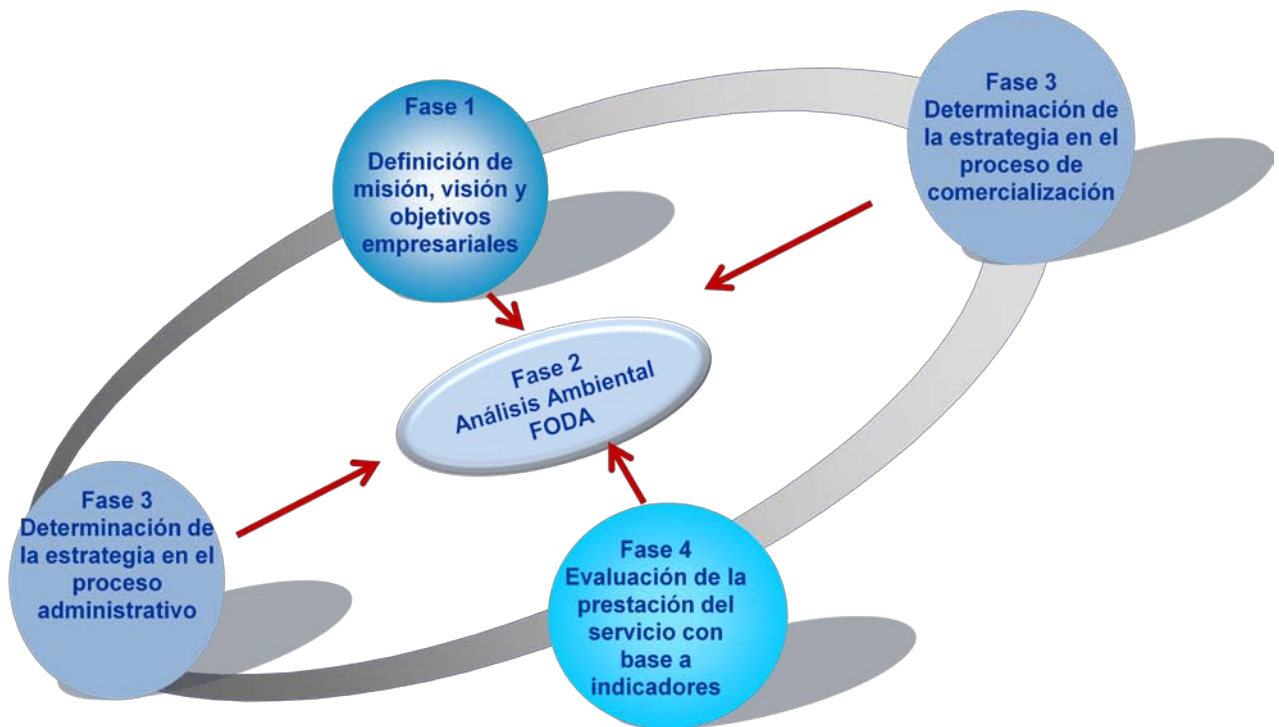 Fase 1
Definición de
misión, visión y
objetivos
empresariales
Fase 3
Determinación de
la estrategia en el
proceso de
comercialización
Fase 2
Análisis Ambiental
FODA
Fase 3
Determinación de
la estrategia en el
proceso
administrativo
Fase 4
Evaluación de la
prestación del
servicio con
base a
indicadores